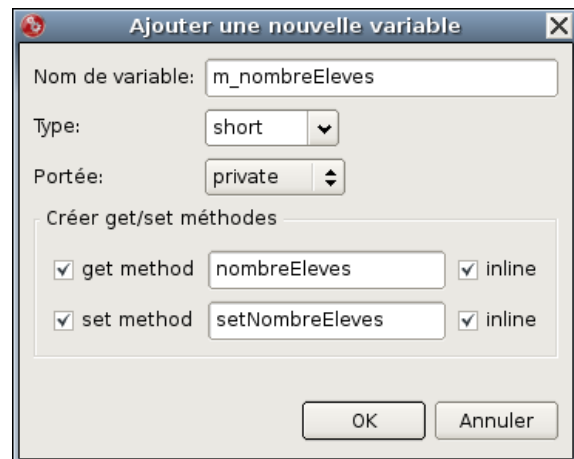 Ajouter une nouvelle variable
Nom de variable: m_nombreEleves
Type: short
Portée: private
Créer get/set méthodes
get method nombreEleves inline
set method setNombreEleves inline
OK Annuler